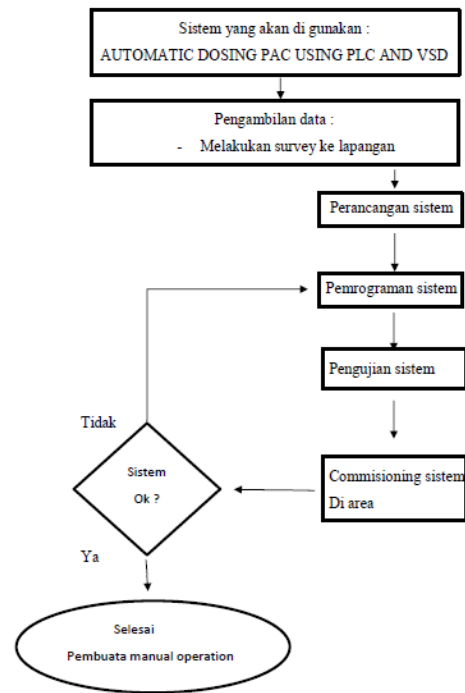 Sistem yang akan di gunakan :
AUTOMATIC DOSING PAC USING PLC AND VSD
Pengambilan data :
- Melakukan survey ke lapangan
Perancangan sistem
Pemrograman sistem
Pengujian sistem
Tidak
Sistem
Ok ?
Commisioning sistem
Di area
Ya
Selesai
Pembuata manual operation